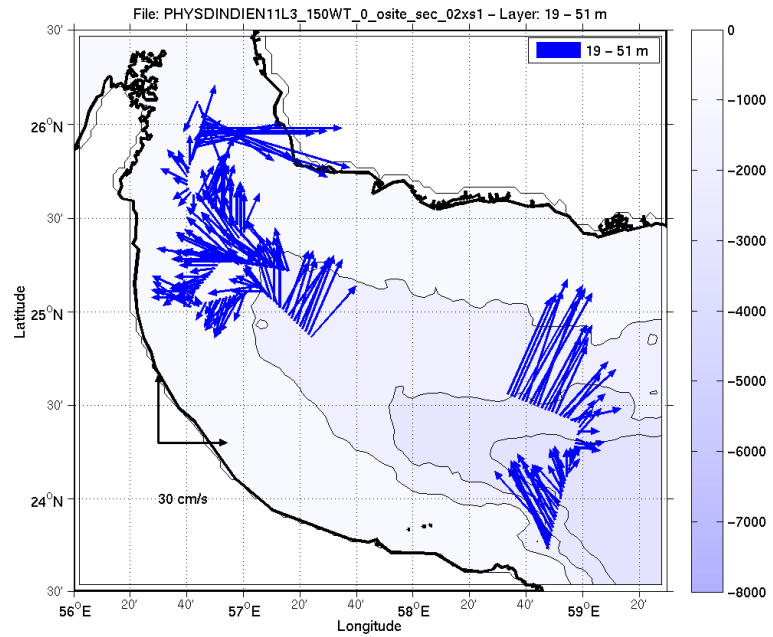 File: PHYSDINDIEN11L3_150WT_0_osite_sec_02xs1 – Layer: 19 – 51 m
19 – 51 m
30'
26°N
30'
25°N
30'
24°N
30'
Latitude
30 cm/s
56°E
20'
40'
57°E
20'
40'
58°E
20'
40'
59°E
20'
Longitude
0
−1000
−2000
−3000
−4000
−5000
−6000
−7000
−8000